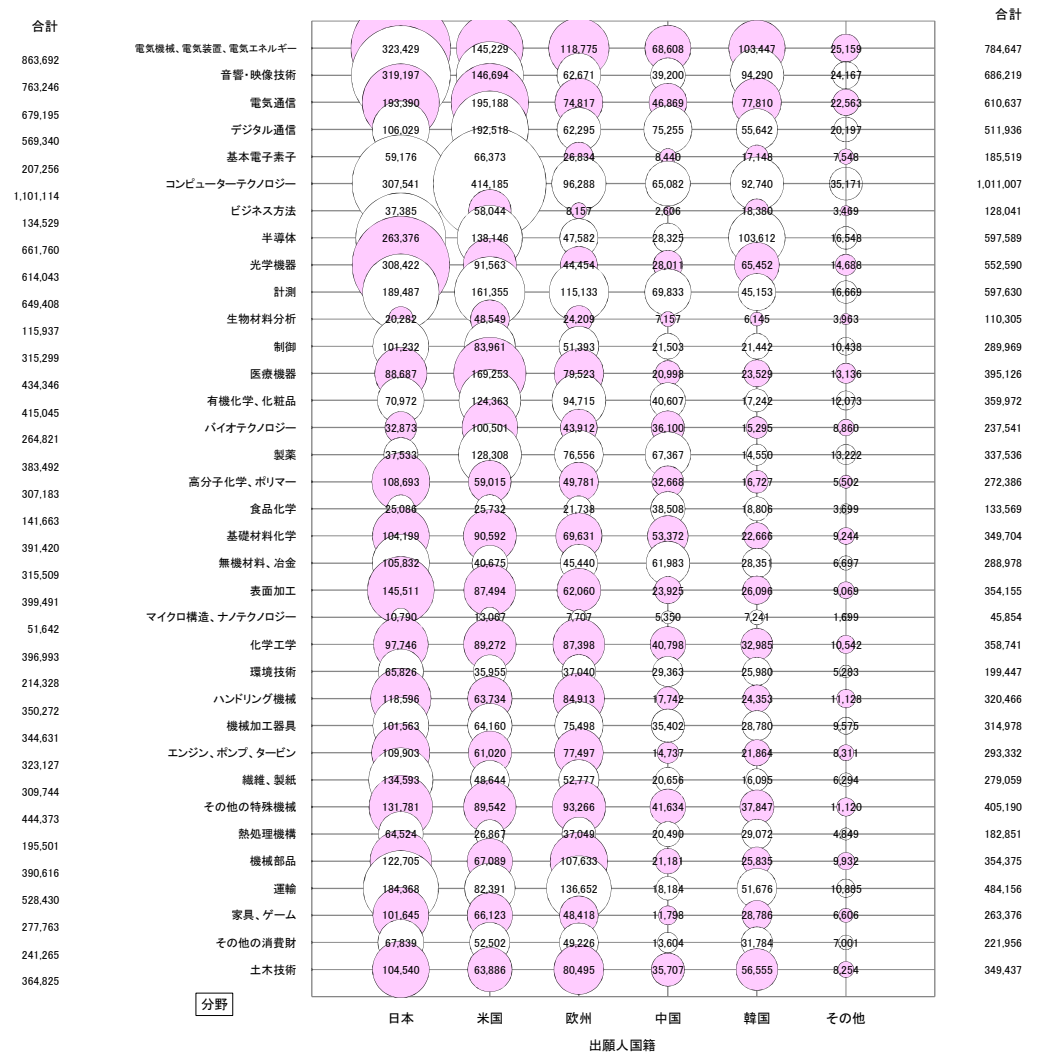 合計 合計
電気機械、電気装置、電気エネルギー 323,429 145,229 118,775 68,608 103,447 25,159 784,647
863,692
音響・映像技術 319,197 146,694 62,671 39,200 94,290 24,167 686,219
763,246
電気通信 193,390 195,188 74,817 46,869 77,810 22,563 610,637
679,195
デジタル通信 106,029 192,518 62,295 75,255 55,642 20,197 511,936
569,340
基本電子素子 59,176 66,373 26,834 8,440 17,148 7,548 185,519
207,256
コンピューターテクノロジー 307,541 414,185 96,288 65,082 92,740 35,171 1,011,007
1,101,114
ビジネス方法 37,385 58,044 8,157 2,606 18,380 3,469 128,041
134,529
半導体 263,376 138,146 47,582 28,325 103,612 16,548 597,589
661,760
光学機器 308,422 91,563 44,454 28,011 65,452 14,688 552,590
614,043
計測 189,487 161,355 115,133 69,833 45,153 16,669 597,630
649,408
生物材料分析 20,282 48,549 24,209 7,157 6,145 3,963 110,305
115,937
制御 101,232 83,961 51,393 21,503 21,442 10,438 289,969
315,299
医療機器 88,687 169,253 79,523 20,998 23,529 13,136 395,126
434,346
有機化学、化粧品 70,972 124,363 94,715 40,607 17,242 12,073 359,972
415,045
バイオテクノロジー 32,873 100,501 43,912 36,100 15,295 8,860 237,541
264,821
製薬 37,533 128,308 76,556 67,367 14,550 13,222 337,536
383,492
高分子化学、ポリマー 108,693 59,015 49,781 32,668 16,727 5,502 272,386
307,183
食品化学 25,086 25,732 21,738 38,508 18,806 3,699 133,569
141,663
基礎材料化学 104,199 90,592 69,631 53,372 22,666 9,244 349,704
391,420
無機材料、冶金 105,832 40,675 45,440 61,983 28,351 6,697 288,978
315,509
表面加工 145,511 87,494 62,060 23,925 26,096 9,069 354,155
399,491
マイクロ構造、ナノテクノロジー 10,790 13,067 7,707 5,350 7,241 1,699 45,854
51,642
化学工学 97,746 89,272 87,398 40,798 32,985 10,542 358,741
396,993
環境技術 65,826 35,955 37,040 29,363 25,980 5,283 199,447
214,328
ハンドリング機械 118,596 63,734 84,913 17,742 24,353 11,128 320,466
350,272
機械加工器具 101,563 64,160 75,498 35,402 28,780 9,575 314,978
344,631
エンジン、ポンプ、タービン 109,903 61,020 77,497 14,737 21,864 8,311 293,332
323,127
繊維、製紙 134,593 48,644 52,777 20,656 16,095 6,294 279,059
309,744
その他の特殊機械 131,781 89,542 93,266 41,634 37,847 11,120 405,190
444,373
熱処理機構 64,524 26,867 37,049 20,490 29,072 4,849 182,851
195,501
機械部品 122,705 67,089 107,633 21,181 25,835 9,932 354,375
390,616
運輸 184,368 82,391 136,652 18,184 51,676 10,885 484,156
528,430
家具、ゲーム 101,645 66,123 48,418 11,798 28,786 6,606 263,376
277,763
その他の消費財 67,839 52,502 49,226 13,604 31,784 7,001 221,956
241,265
土木技術 104,540 63,886 80,495 35,707 56,555 8,254 349,437
364,825
分野 日本 米国 欧州 中国 韓国 その他
出願人国籍